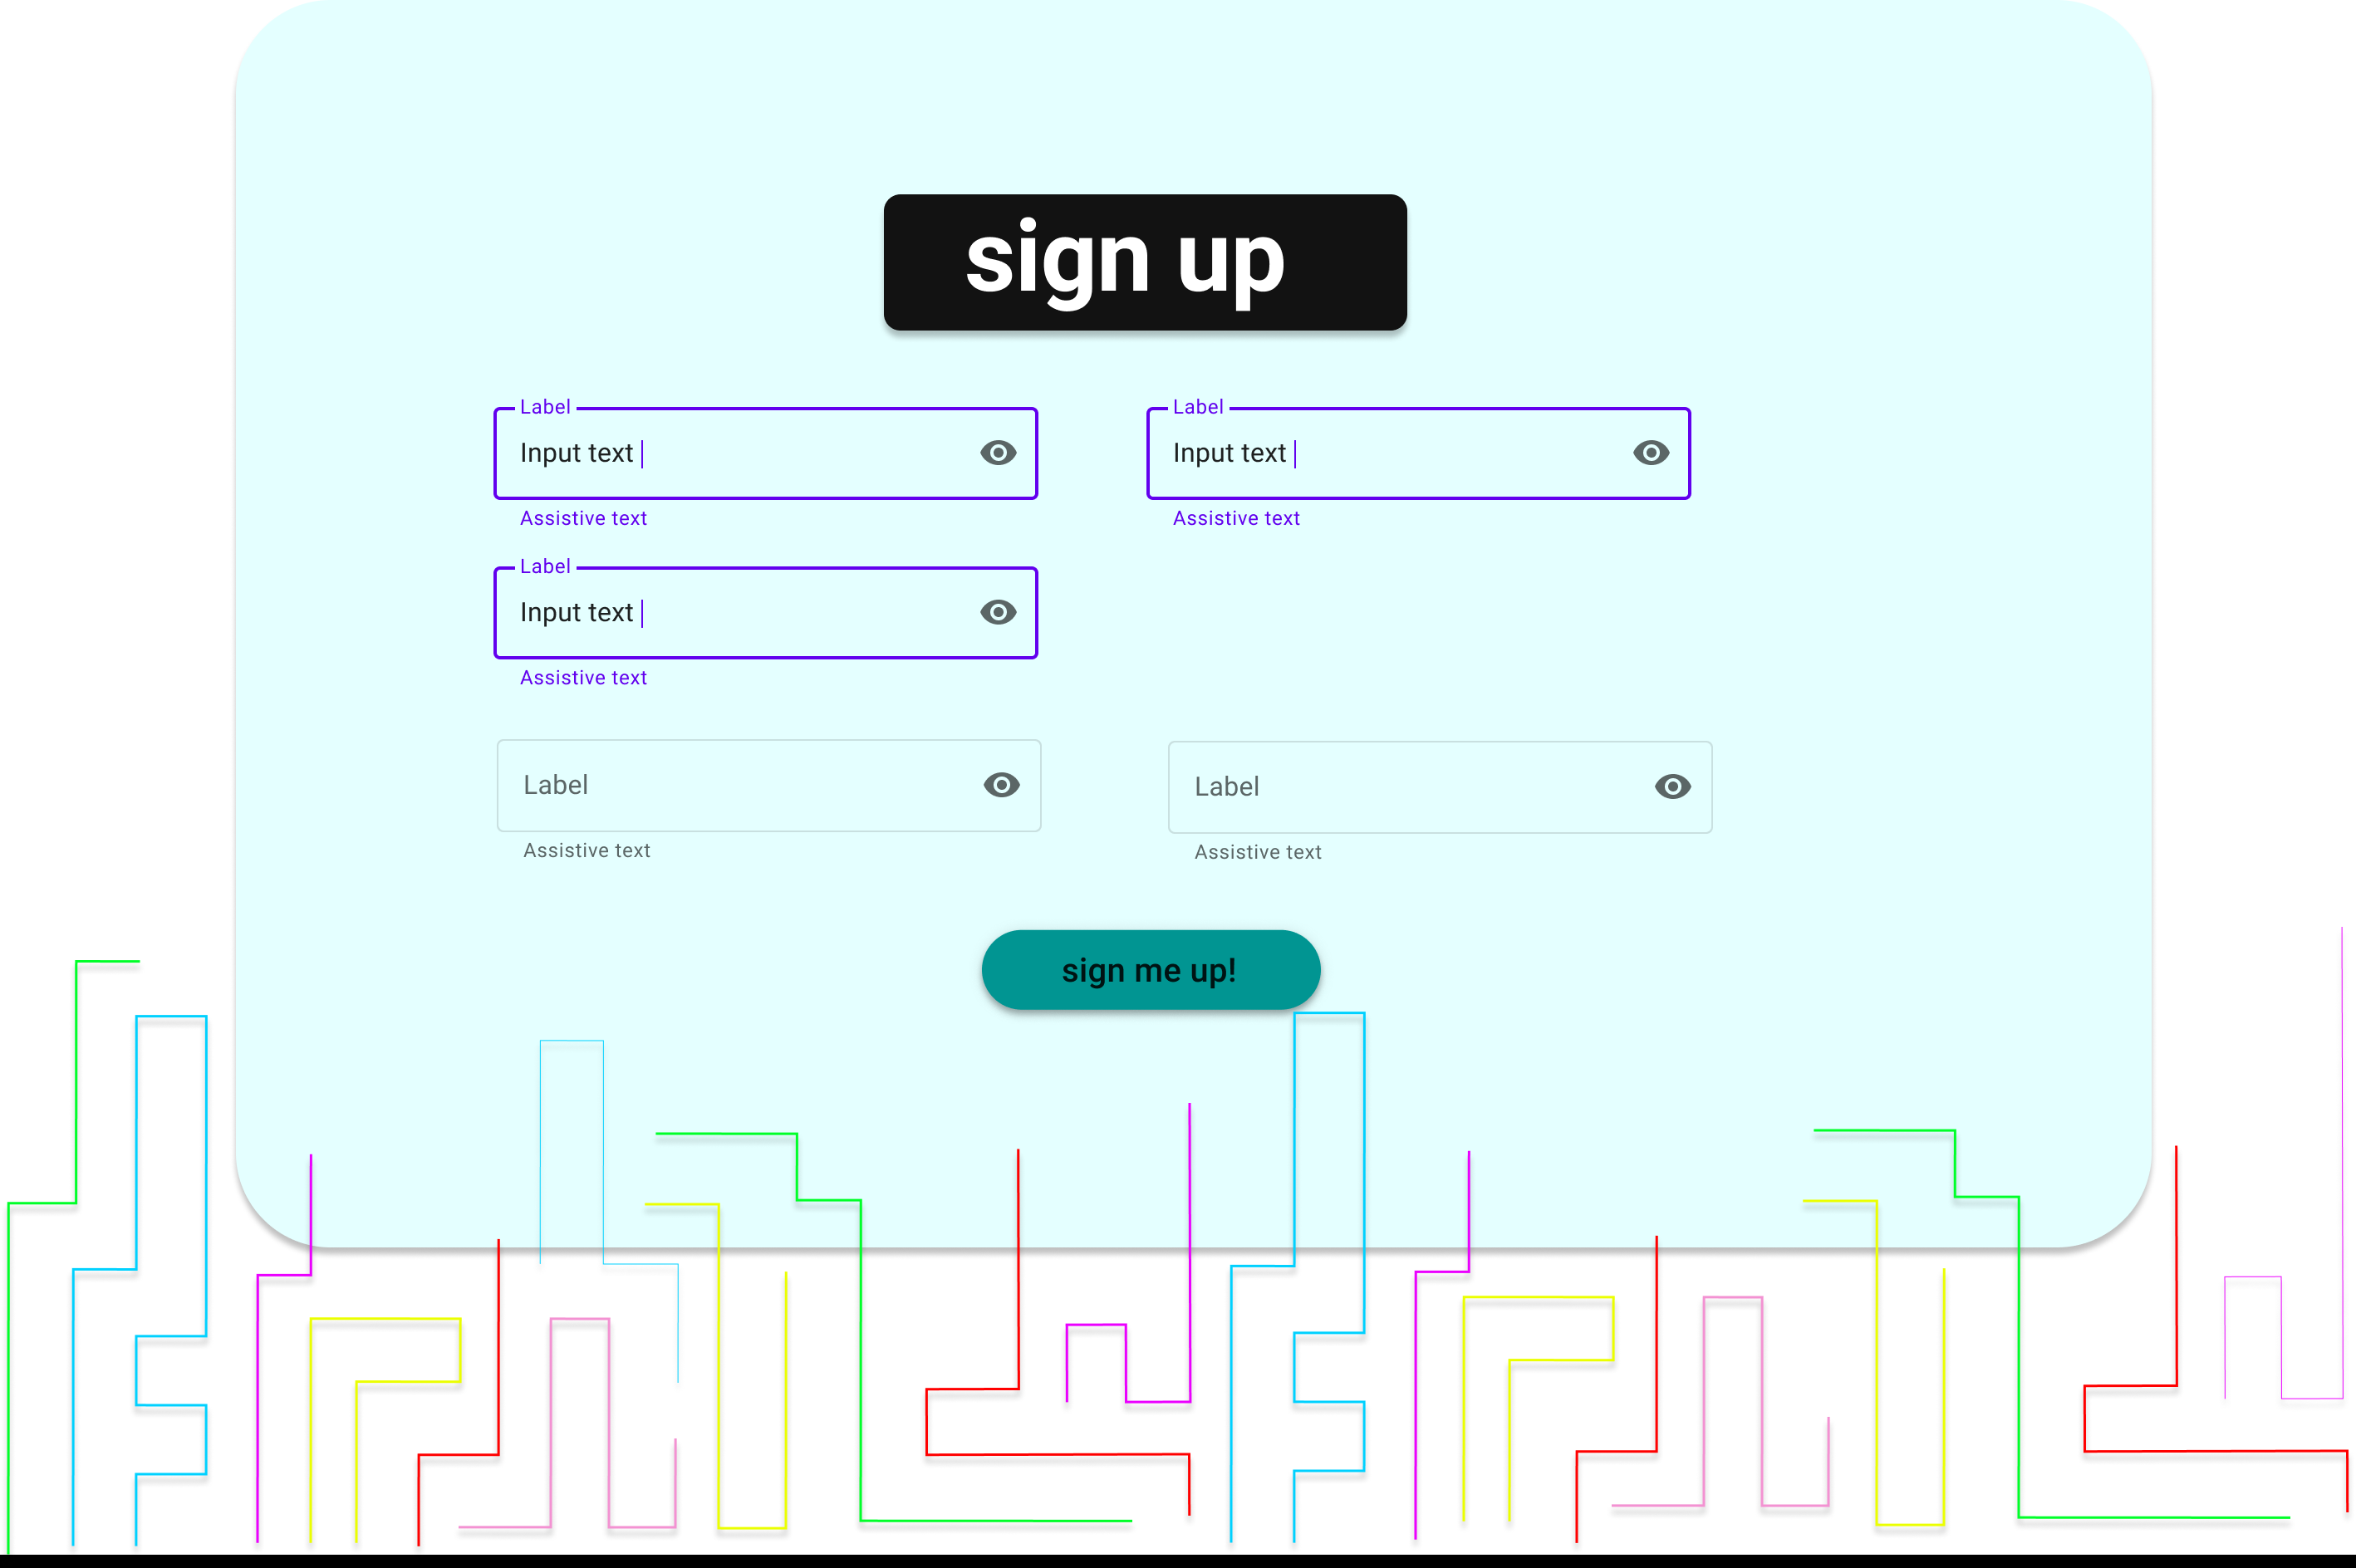 sign up
Label
Input text
Assistive text
Label
Input text
Assistive text
Label
Input text
Assistive text
Label
Assistive text
Label
Assistive text
sign me up!